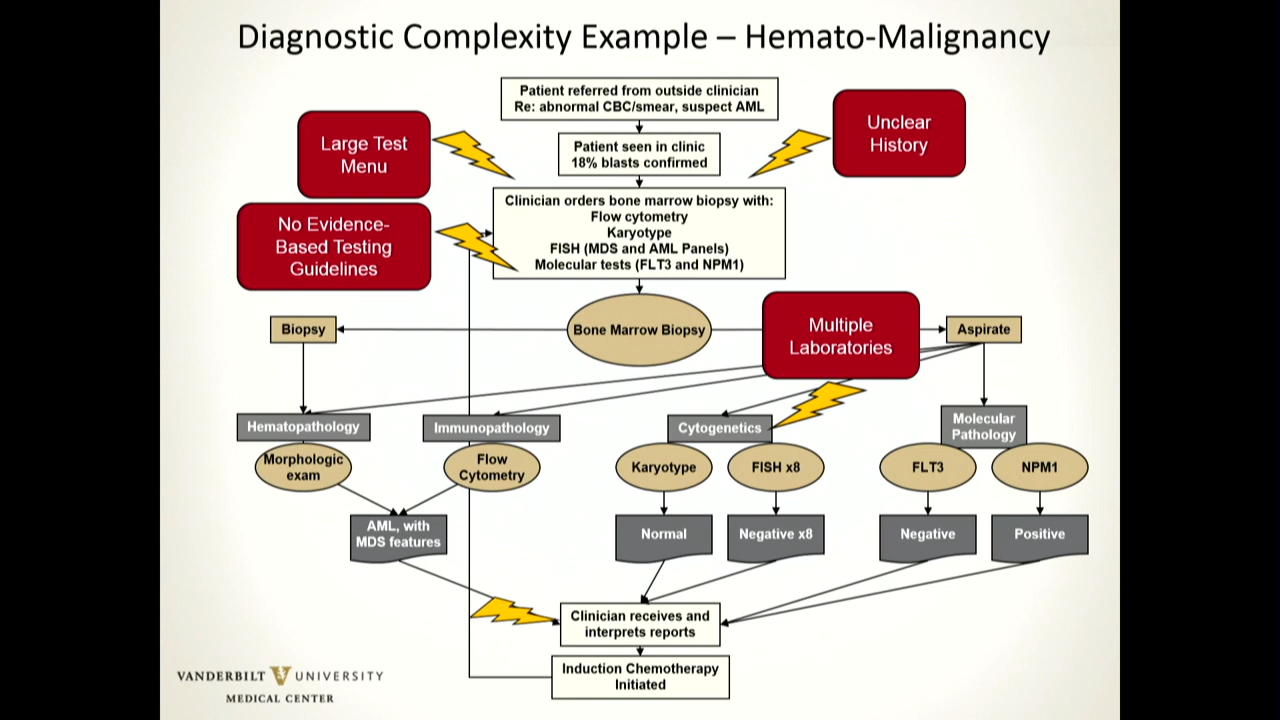 Diagnostic Complexity Example – Hemato-Malignancy
Patient referred from outside clinician
Re: abnormal CBC/smear, suspect AML
Large Test
Menu
Unclear
History
Patient seen in clinic
18% blasts confirmed
No Evidence-
Based Testing
Guidelines
Clinician orders bone marrow biopsy with:
Flow cytometry
Karyotype
FISH (MDS and AML Panels)
Molecular tests (FLT3 and NPM1)
Biopsy
Bone Marrow Biopsy
Multiple
Laboratories
Aspirate
Hematopathology
Immunopathology
Cytogenetics
Molecular
Pathology
Morphologic
exam
Flow
Cytometry
Karyotype
FISH x8
FLT3
NPM1
AML, with
MDS features
Normal
Negative x8
Negative
Positive
Clinician receives and
interprets reports
Induction Chemotherapy
Initiated
VANDERBILT V UNIVERSITY
MEDICAL CENTER